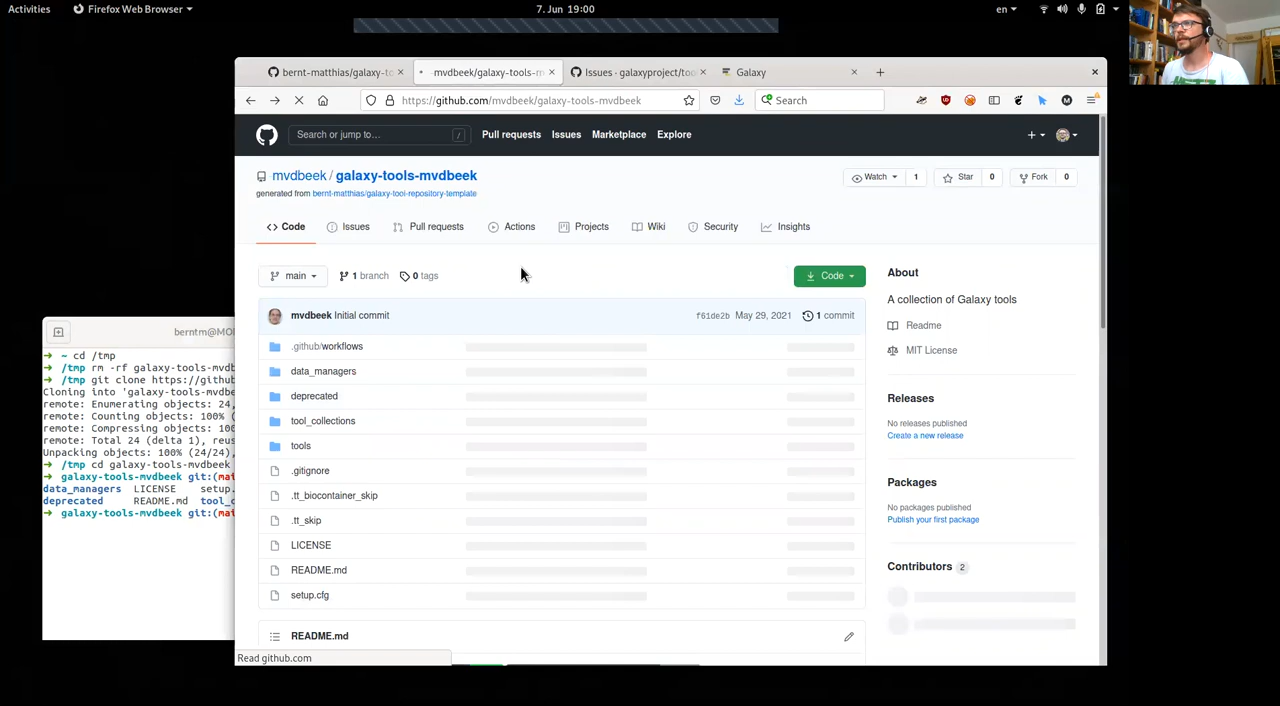 Activities Firefox Web Browser 7. Jun 19:00 en
bernt-matthias/galaxy-to × mvdbeek/galaxy-tools-m × Issues · galaxyproject/too × Galaxy × + ×
https://github.com/mvdbeek/galaxy-tools-mvdbeek Search
Search or jump to… / Pull requests Issues Marketplace Explore
mvdbeek / galaxy-tools-mvdbeek Watch 1 Star 0 Fork 0
generated from bernt-matthias/galaxy-tool-repository-template
Code Issues Pull requests Actions Projects Wiki Security Insights
main 1 branch 0 tags Code
mvdbeek Initial commit f61de2b May 29, 2021 1 commit
.github/workflows
data_managers
deprecated
tool_collections
tools
.gitignore
.tt_biocontainer_skip
.tt_skip
LICENSE
README.md
setup.cfg
README.md
About
A collection of Galaxy tools
Readme
MIT License
Releases
No releases published
Create a new release
Packages
No packages published
Publish your first package
Contributors 2
Read github.com
berntm@MO
➜ ~ cd /tmp
➜ /tmp rm -rf galaxy-tools-mvdb
➜ /tmp git clone https://github
Cloning into 'galaxy-tools-mvdbe
remote: Enumerating objects: 24,
remote: Counting objects: 100% (
remote: Compressing objects: 100
remote: Total 24 (delta 1), reus
Unpacking objects: 100% (24/24),
➜ /tmp cd galaxy-tools-mvdbeek
➜ galaxy-tools-mvdbeek git:(mai
data_managers LICENSE setup.
deprecated README.md tool_c
➜ galaxy-tools-mvdbeek git:(mai